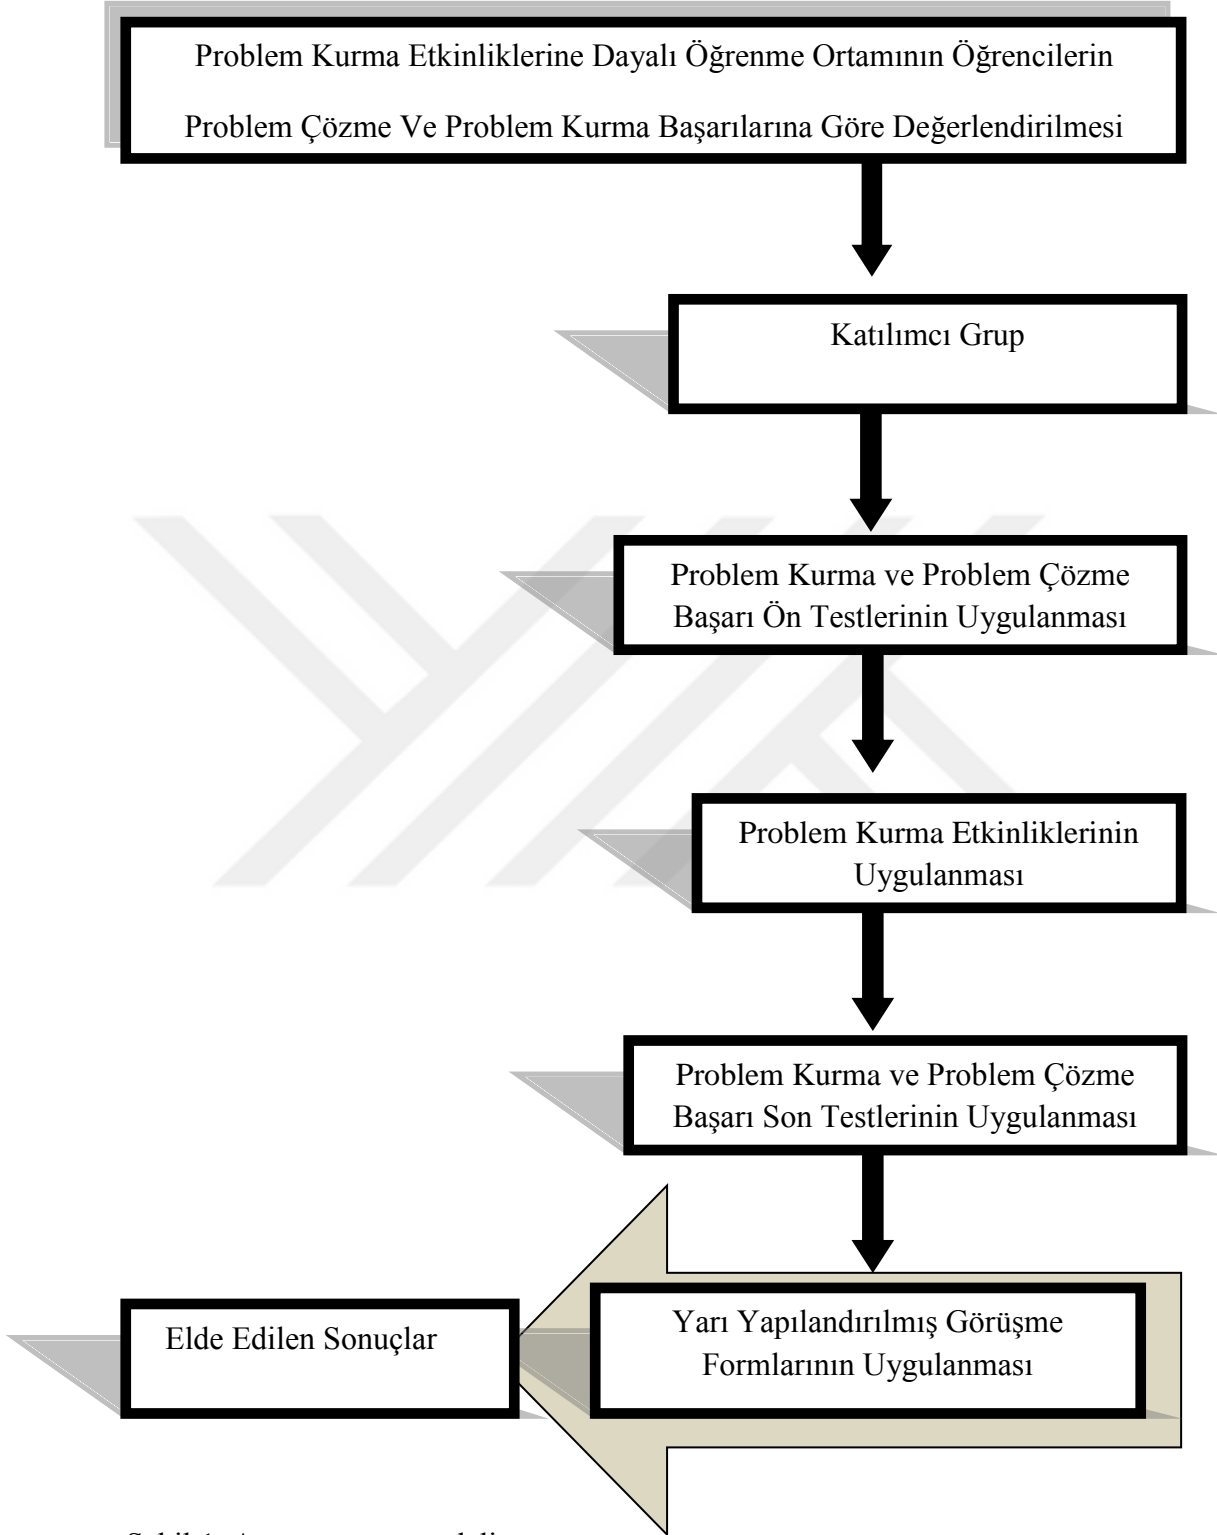 Problem Kurma Etkinliklerine Dayalı Öğrenme Ortamının Öğrencilerin
Problem Çözme Ve Problem Kurma Başarılarına Göre Değerlendirilmesi
Katılımcı Grup
Problem Kurma ve Problem Çözme
Başarı Ön Testlerinin Uygulanması
Problem Kurma Etkinliklerinin
Uygulanması
Problem Kurma ve Problem Çözme
Başarı Son Testlerinin Uygulanması
Yarı Yapılandırılmış Görüşme
Formlarının Uygulanması
Elde Edilen Sonuçlar